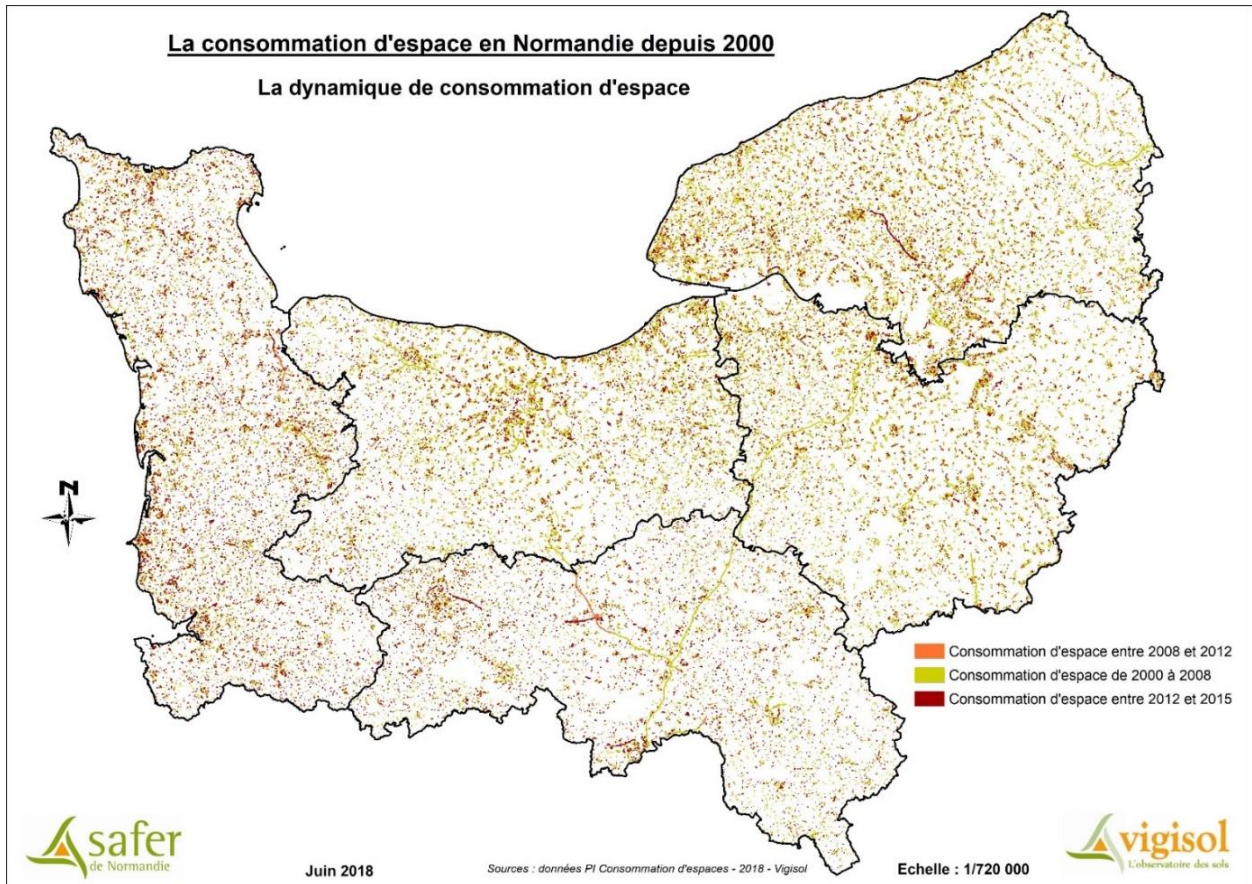 La consommation d'espace en Normandie depuis 2000
La dynamique de consommation d'espace
N
Consommation d'espace entre 2008 et 2012
Consommation d'espace de 2000 à 2008
Consommation d'espace entre 2012 et 2015
safer
de Normandie
Juin 2018
Sources : données PI Consommation d'espaces - 2018 - Vigisol
Echelle : 1/720 000
vigisol
L'observatoire des sols